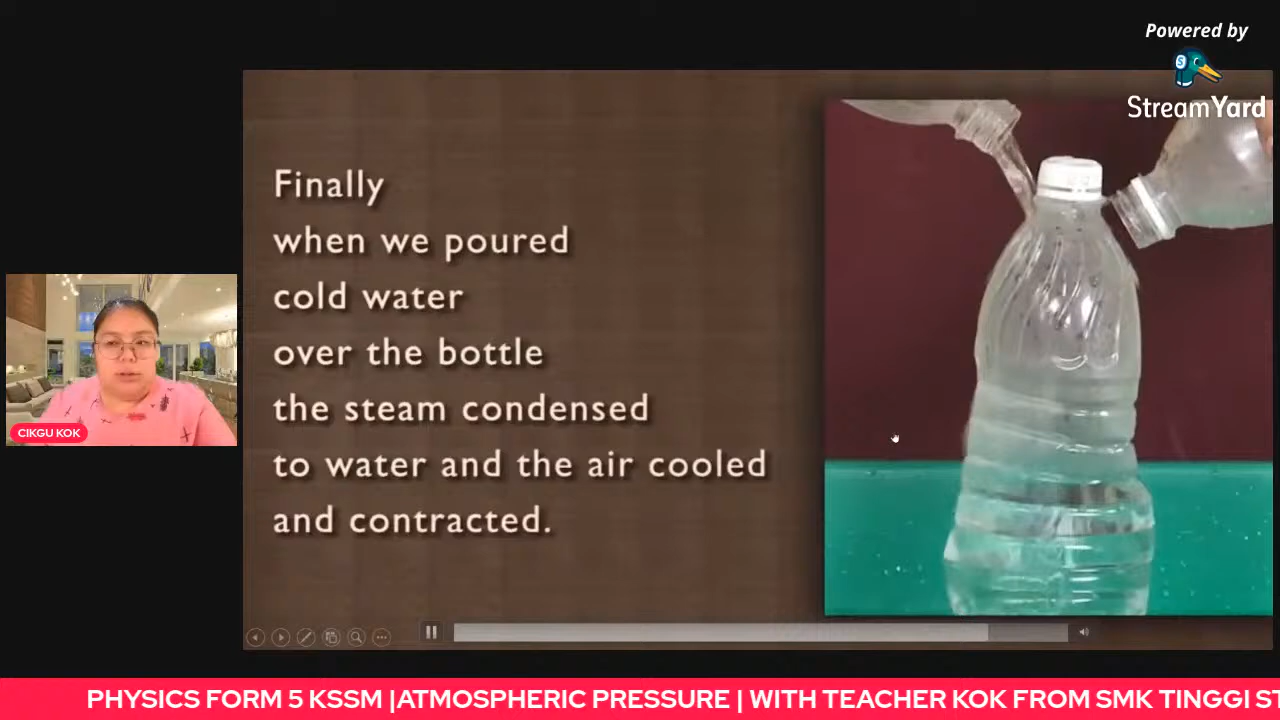 Powered by
StreamYard
Finally
when we poured
cold water
over the bottle
the steam condensed
to water and the air cooled
and contracted.
CIKGU KOK
PHYSICS FORM 5 KSSM |ATMOSPHERIC PRESSURE | WITH TEACHER KOK FROM SMK TINGGI ST